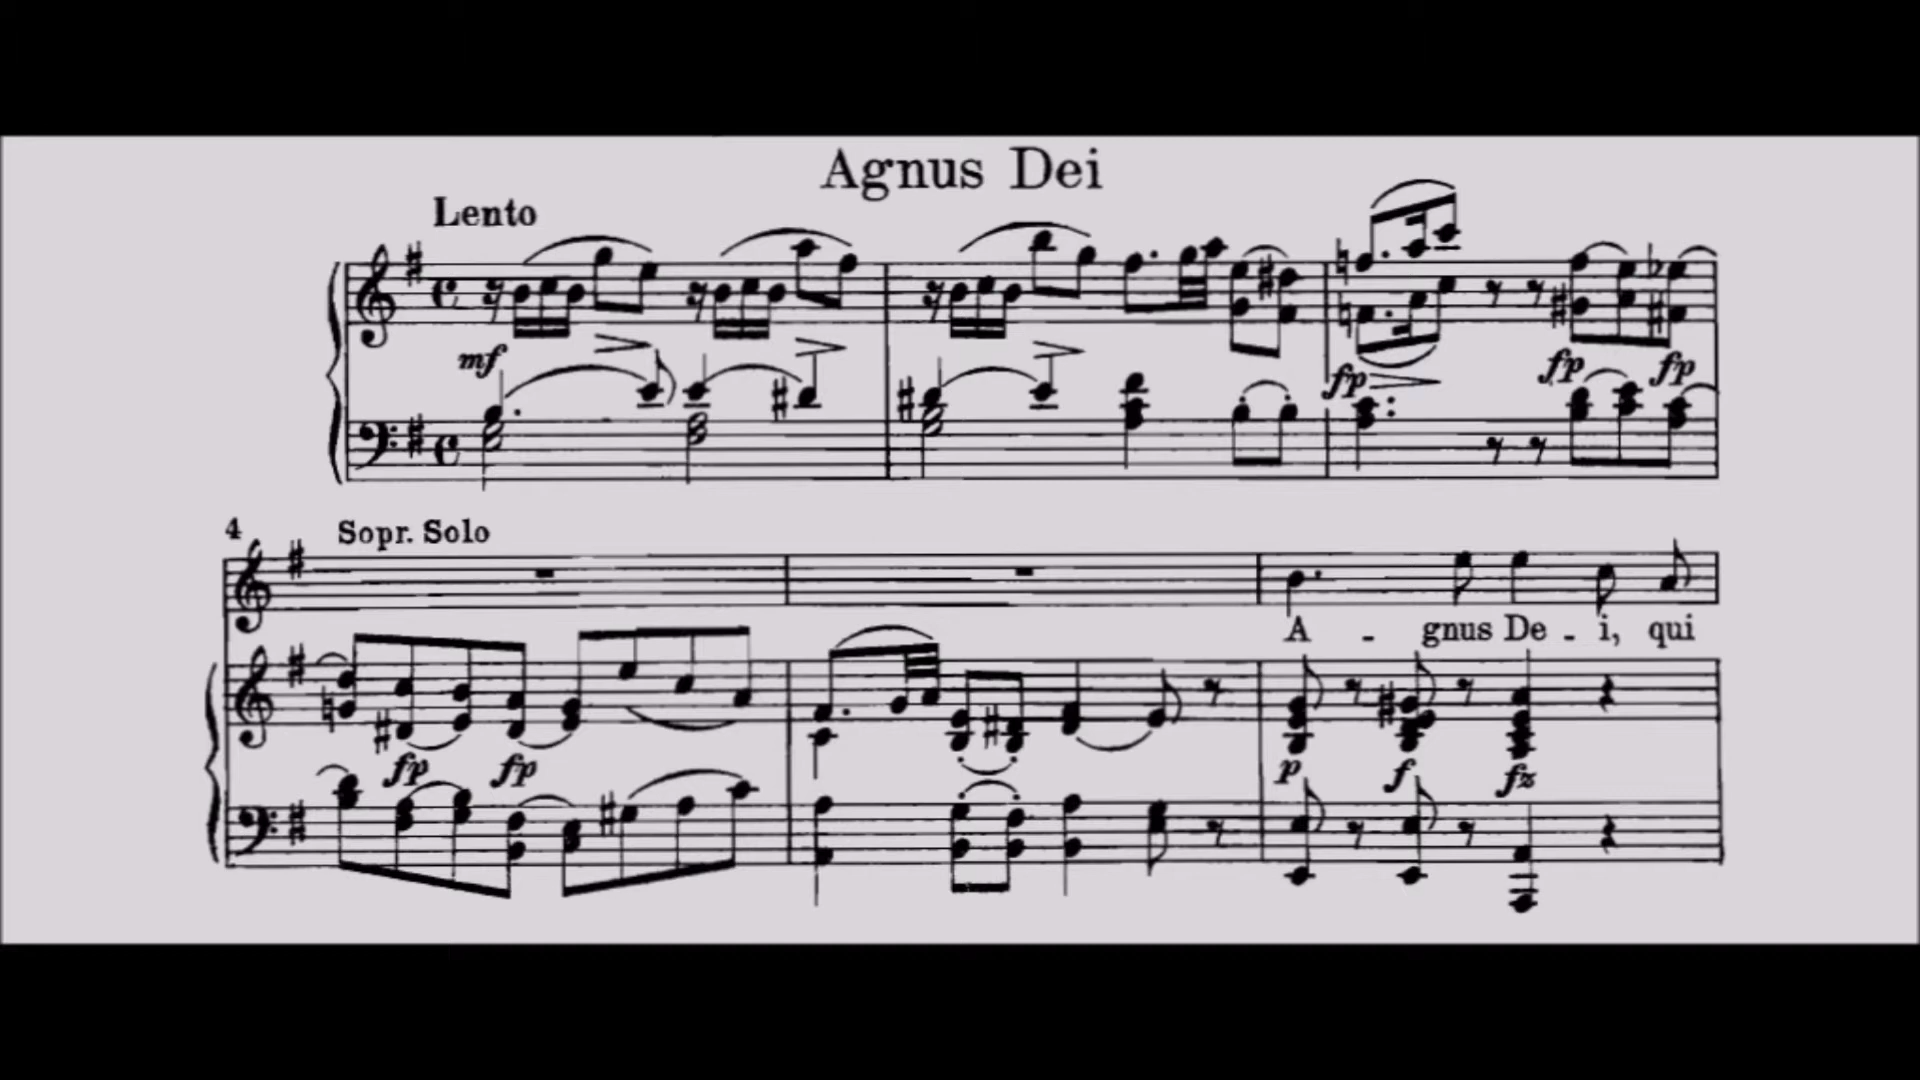 Agnus Dei
Lento
mf
fp fp fp
4 Sopr. Solo
A - gnus De - i, qui
fp fp
p f fz